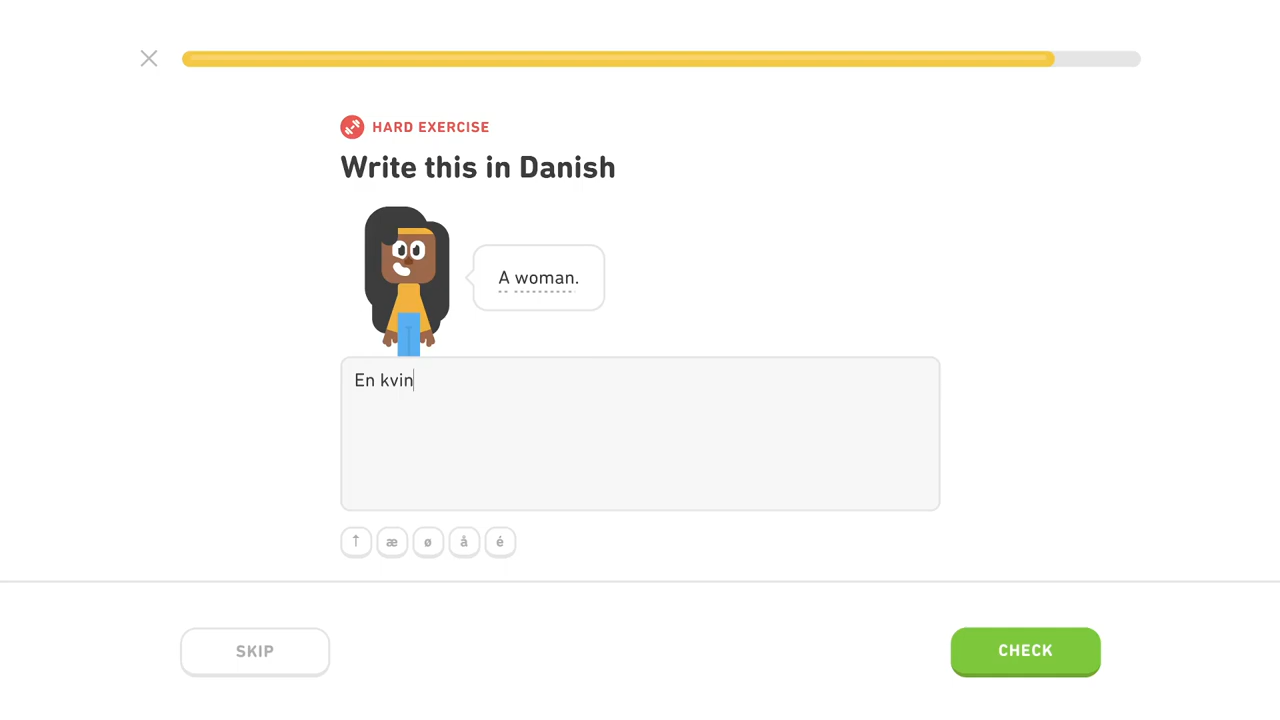 HARD EXERCISE
Write this in Danish
A woman.
En kvin
↑ æ ø å é
SKIP
CHECK